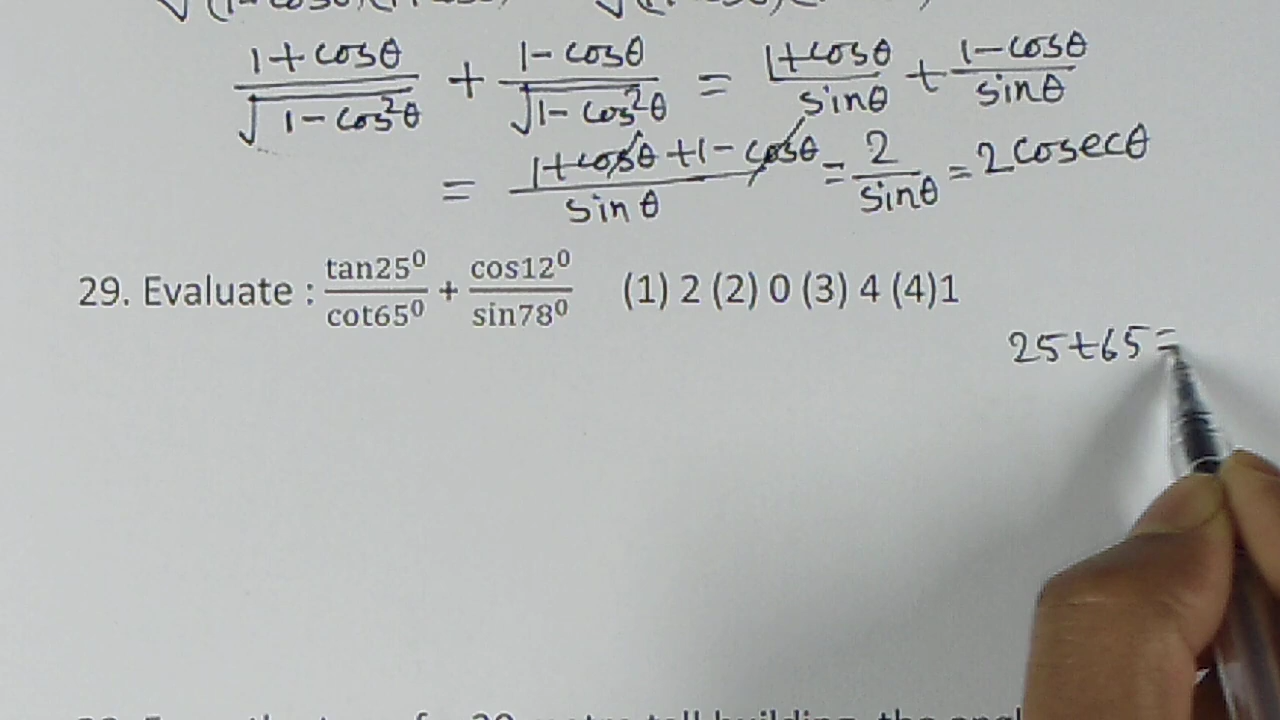 1+cosθ/√1-cos²θ + 1-cosθ/√1-cos²θ = 1+cosθ/sinθ + 1-cosθ/sinθ
= 1+cosθ+1-cosθ/sinθ = 2/sinθ = 2cosecθ
29. Evaluate : tan25⁰/cot65⁰ + cos12⁰/sin78⁰ (1) 2 (2) 0 (3) 4 (4)1
25+65=